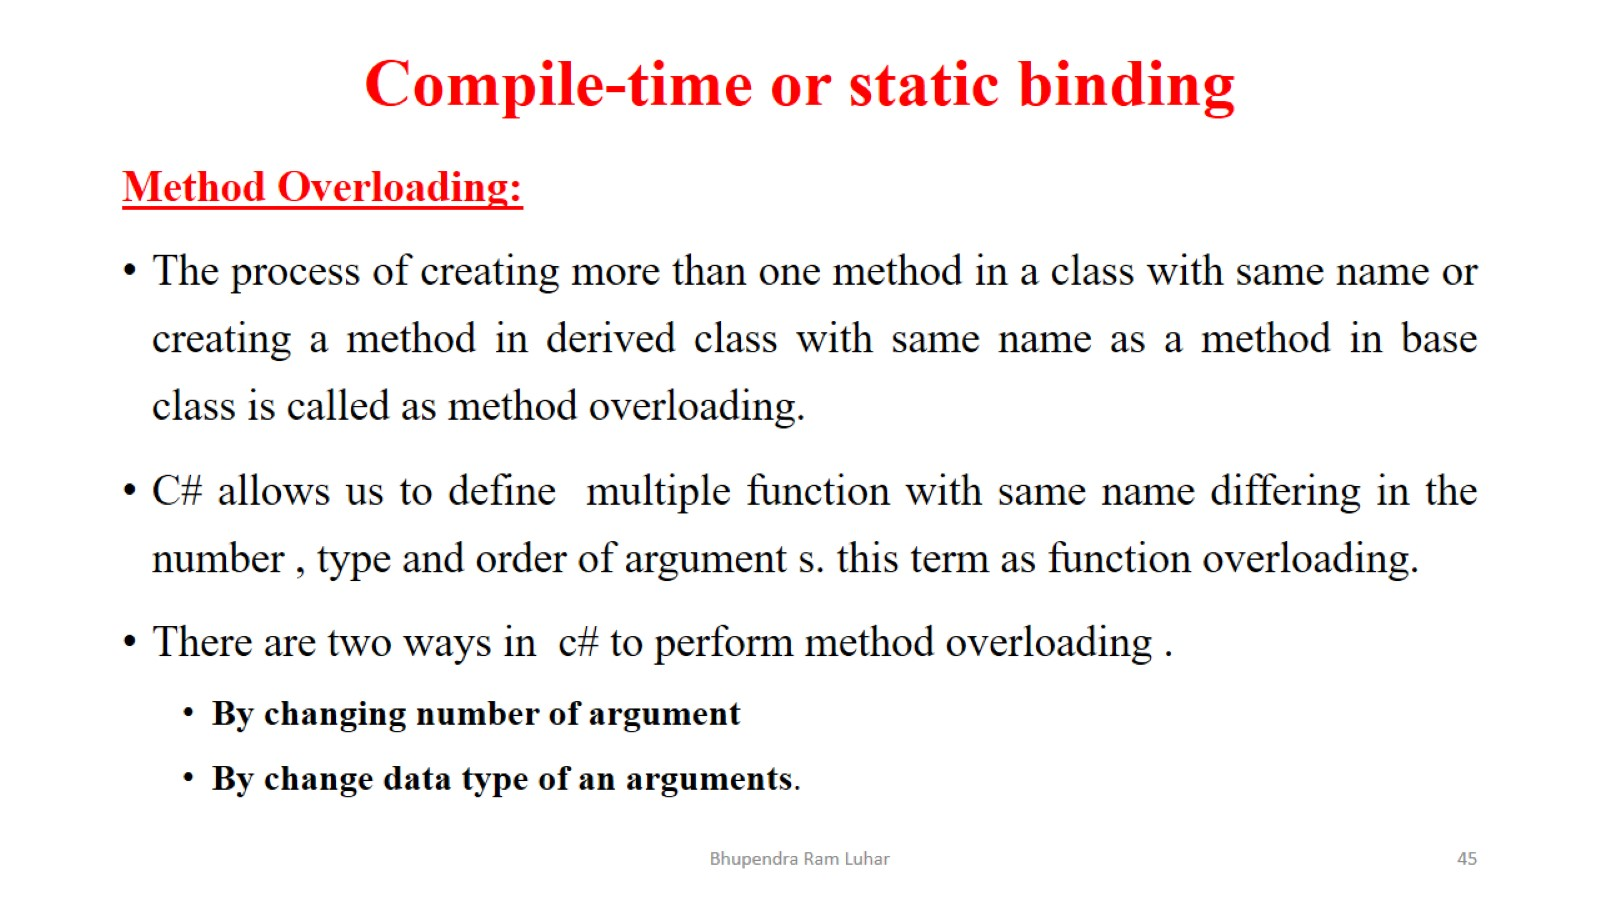 Compile-time or static binding
Method Overloading:
• The process of creating more than one method in a class with same name or
creating a method in derived class with same name as a method in base
class is called as method overloading.
• C# allows us to define  multiple function with same name differing in the
number , type and order of argument s. this term as function overloading.
• There are two ways in  c# to perform method overloading .
• By changing number of argument
• By change data type of an arguments.
Bhupendra Ram Luhar
45